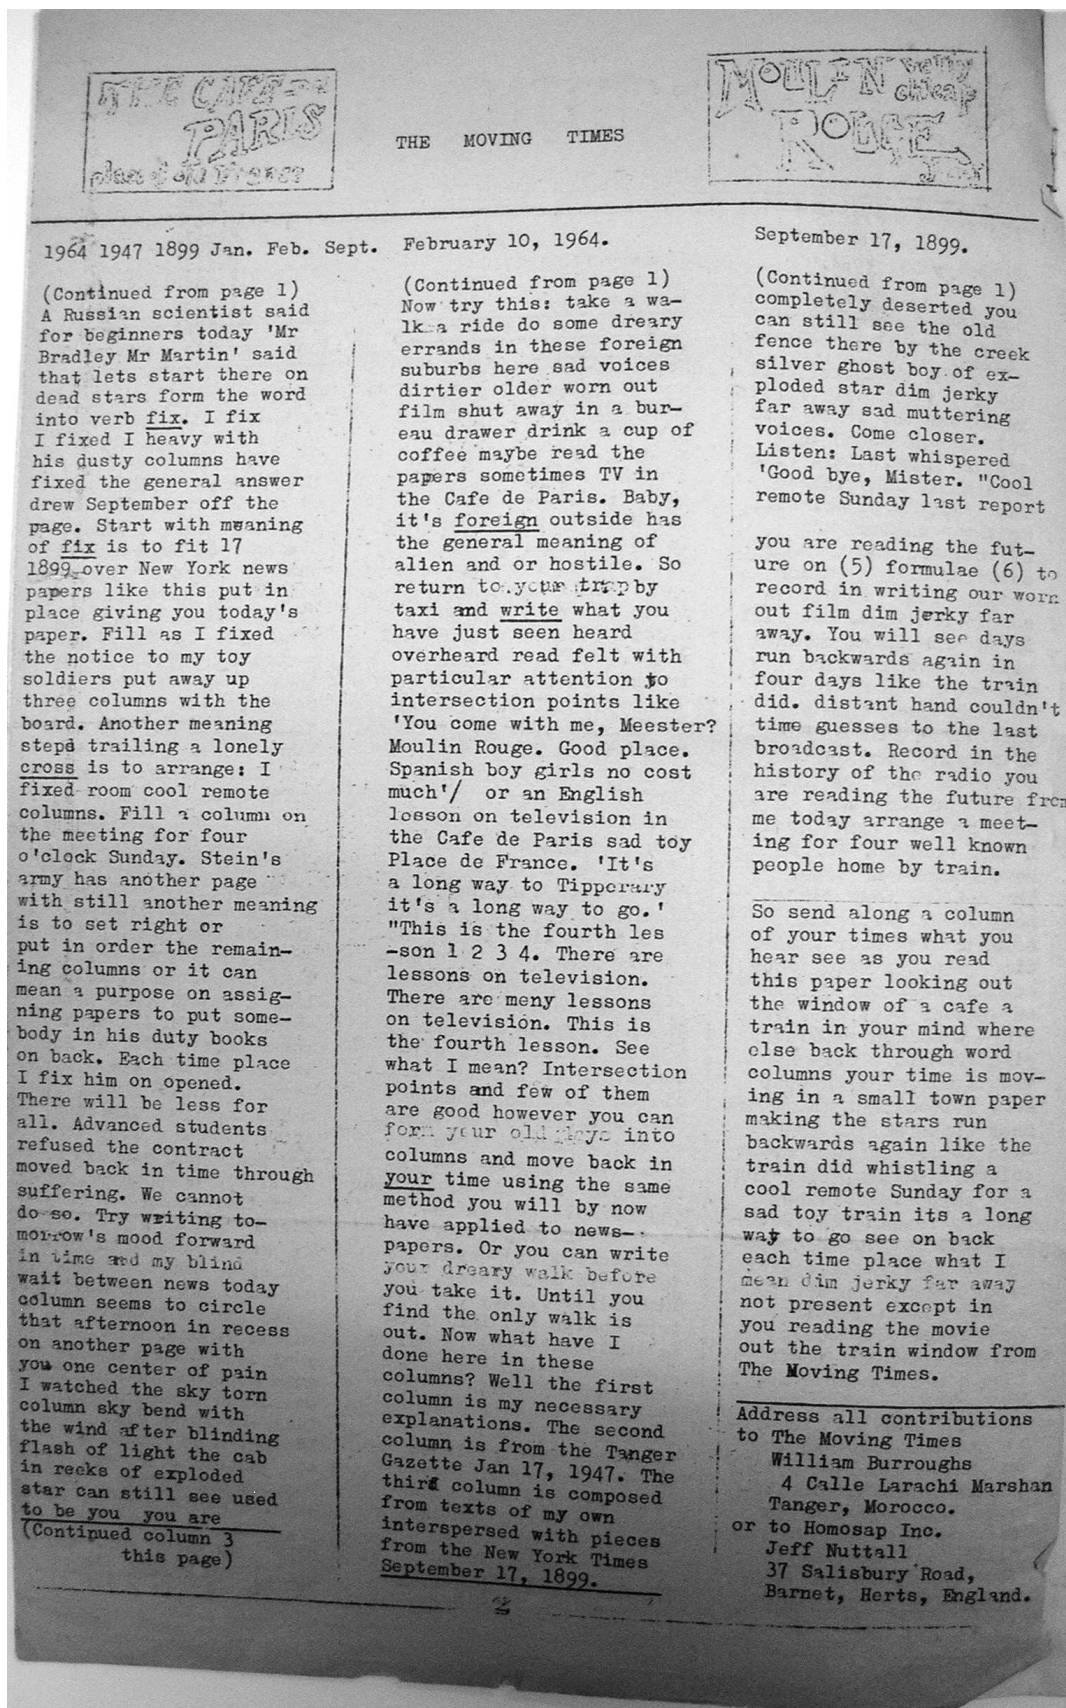 THE CAFE DE
PARIS
place de France
THE MOVING TIMES
MOULIN very
cheap
ROUGE
1964 1947 1899 Jan. Feb. Sept.
(Continued from page 1)
A Russian scientist said
for beginners today 'Mr
Bradley Mr Martin' said
that lets start there on
dead stars form the word
into verb fix. I fix
I fixed I heavy with
his dusty columns have
fixed the general answer
drew September off the
page. Start with meaning
of fix is to fit 17
1899 over New York news
papers like this put in
place giving you today's
paper. Fill as I fixed
the notice to my toy
soldiers put away up
three columns with the
board. Another meaning
steps trailing a lonely
cross is to arrange: I
fixed room cool remote
columns. Fill a column on
the meeting for four
o'clock Sunday. Stein's
army has another page
with still another meaning
is to set right or
put in order the remain-
ing columns or it can
mean a purpose on assig-
ning papers to put some-
body in his duty books
on back. Each time place
I fix him on opened.
There will be less for
all. Advanced students
refused the contract
moved back in time through
suffering. We cannot
do so. Try writing to-
morrow's mood forward
in time and my blind
wait between news today
column seems to circle
that afternoon in recess
on another page with
you one center of pain
I watched the sky torn
column sky bend with
the wind after blinding
flash of light the cab
in reeks of exploded
star can still see used
to be you you are
(Continued column 3
this page)
February 10, 1964.
(Continued from page 1)
Now try this: take a wa-
lk a ride do some dreary
errands in these foreign
suburbs here sad voices
dirtier older worn out
film shut away in a bur-
eau drawer drink a cup of
coffee maybe read the
papers sometimes TV in
the Cafe de Paris. Baby,
it's foreign outside has
the general meaning of
alien and or hostile. So
return to your trap by
taxi and write what you
have just seen heard
overheard read felt with
particular attention to
intersection points like
'You come with me, Meester?
Moulin Rouge. Good place.
Spanish boy girls no cost
much'/ or an English
lesson on television in
the Cafe de Paris sad toy
Place de France. 'It's
a long way to Tipperary
it's a long way to go.'
"This is the fourth les
-son 1 2 3 4. There are
lessons on television.
There are meny lessons
on television. This is
the fourth lesson. See
what I mean? Intersection
points and few of them
are good however you can
form your old days into
columns and move back in
your time using the same
method you will by now
have applied to news-
papers. Or you can write
your dreary walk before
you take it. Until you
find the only walk is
out. Now what have I
done here in these
columns? Well the first
column is my necessary
explanations. The second
column is from the Tanger
Gazette Jan 17, 1947. The
third column is composed
from texts of my own
interspersed with pieces
from the New York Times
September 17, 1899.
September 17, 1899.
(Continued from page 1)
completely deserted you
can still see the old
fence there by the creek
silver ghost boy of ex-
ploded star dim jerky
far away sad muttering
voices. Come closer.
Listen: Last whispered
'Good bye, Mister. "Cool
remote Sunday last report
you are reading the fut-
ure on (5) formulae (6) to
record in writing our worn
out film dim jerky far
away. You will see days
run backwards again in
four days like the train
did. distant hand couldn't
time guesses to the last
broadcast. Record in the
history of the radio you
are reading the future from
me today arrange a meet-
ing for four well known
people home by train.
So send along a column
of your times what you
hear see as you read
this paper looking out
the window of a cafe a
train in your mind where
else back through word
columns your time is mov-
ing in a small town paper
making the stars run
backwards again like the
train did whistling a
cool remote Sunday for a
sad toy train its a long
way to go see on back
each time place what I
mean dim jerky far away
not present except in
you reading the movie
out the train window from
The Moving Times.
Address all contributions
to The Moving Times
William Burroughs
4 Calle Larachi Marshan
Tanger, Morocco.
or to Homosap Inc.
Jeff Nuttall
37 Salisbury Road,
Barnet, Herts, England.
2